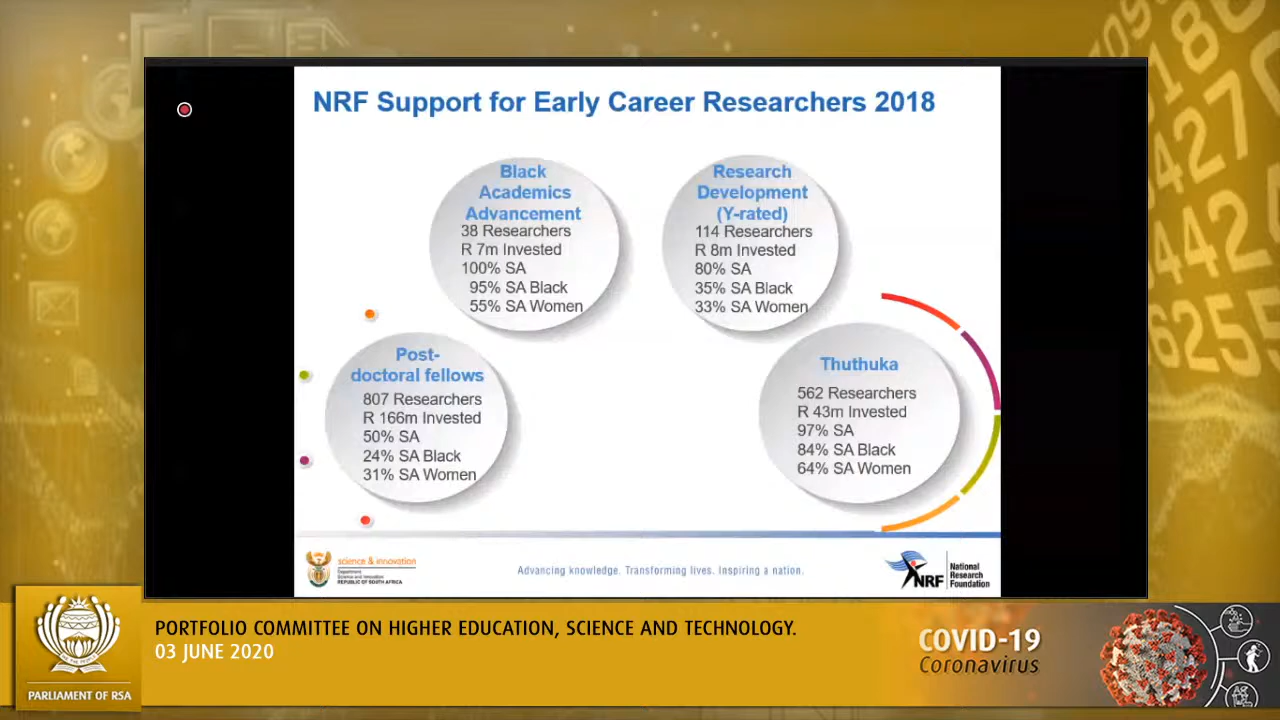 NRF Support for Early Career Researchers 2018
Black
Academics
Advancement
38 Researchers
R 7m Invested
100% SA
95% SA Black
55% SA Women
Research
Development
(Y-rated)
114 Researchers
R 8m Invested
80% SA
35% SA Black
33% SA Women
Post-
doctoral fellows
807 Researchers
R 166m Invested
50% SA
24% SA Black
31% SA Women
Thuthuka
562 Researchers
R 43m Invested
97% SA
84% SA Black
64% SA Women
science & innovation
Department:
Science and Innovation
REPUBLIC OF SOUTH AFRICA
Advancing knowledge. Transforming lives. Inspiring a nation.
NRF
National
Research
Foundation
PARLIAMENT OF RSA
PORTFOLIO COMMITTEE ON HIGHER EDUCATION, SCIENCE AND TECHNOLOGY.
03 JUNE 2020
COVID-19
Coronavirus